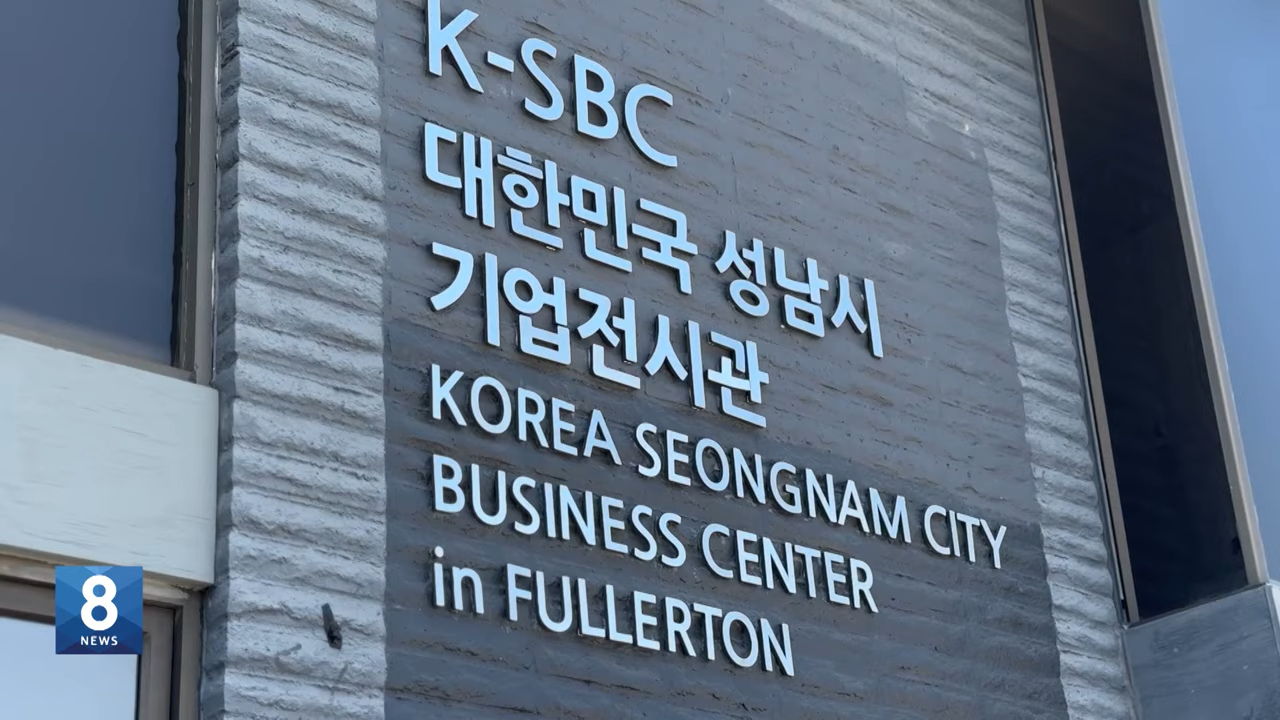 K-SBC
대한민국 성남시
기업전시관
KOREA SEONGNAM CITY
BUSINESS CENTER
in FULLERTON
8
NEWS